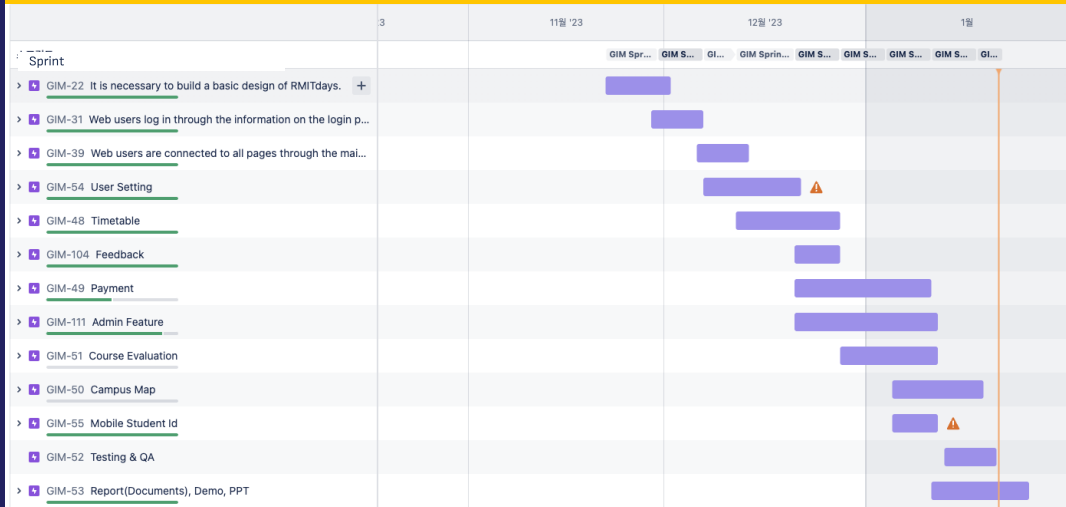 3
11월 '23
12월 '23
1월
Sprint
GIM Spr...
GIM S...
GI...
GIM Sprin...
GIM S...
GIM S...
GIM S...
GIM S...
GI...
GIM-22 It is necessary to build a basic design of RMITdays.
GIM-31 Web users log in through the information on the login p...
GIM-39 Web users are connected to all pages through the mai...
GIM-54 User Setting
GIM-48 Timetable
GIM-104 Feedback
GIM-49 Payment
GIM-111 Admin Feature
GIM-51 Course Evaluation
GIM-50 Campus Map
GIM-55 Mobile Student Id
GIM-52 Testing & QA
GIM-53 Report(Documents), Demo, PPT